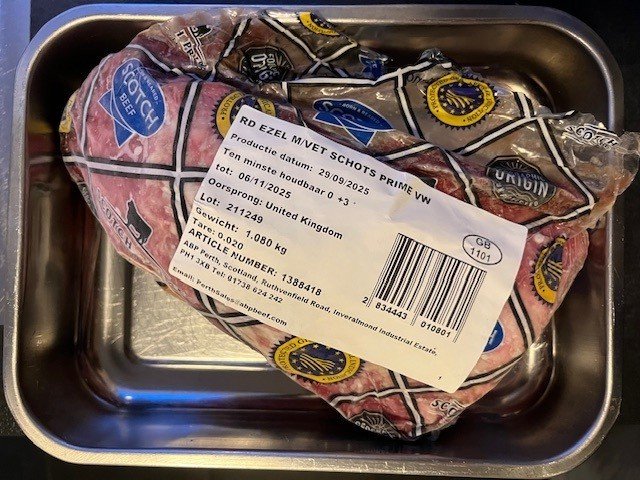 SCOTCH
BEEF
RD EZEL M/VET SCHOTS PRIME VW
Productie datum: 29/09/2025
Ten minste houdbaar 0 +3
tot: 06/11/2025
Oorsprong: United Kingdom
Lot: 211249
Gewicht: 1.080 kg
Tare: 0.020
ARTICLE NUMBER: 1388418
ABP Perth, Scotland, Ruthvenfield Road, Inveralmond Industrial Estate,
PH1 3XB Tel: 01738 624 242
Email: PerthSales@abpbeef.com
GB
1101
2 834443 010801
1
ORIGIN
SCOTCH